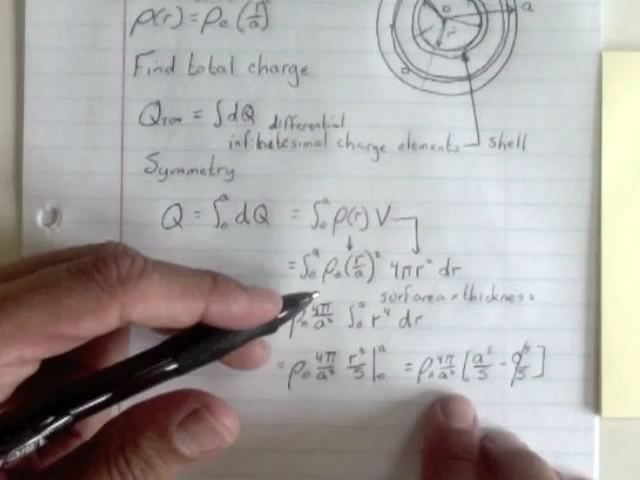 ρ(r) = ρ₀ (r/a)²
a
r
Find total charge
Q_TOT = ∫dQ differential
infinitesimal charge elements
shell
Symmetry
Q = ∫₀ᵃ dQ = ∫₀ᵃ ρ(r) V
= ∫₀ᵃ ρ₀ (r/a)² 4πr² dr
surf area × thickness
ρ₀ 4π/a² ∫₀ᵃ r⁴ dr
= ρ₀ 4π/a² r⁵/5 |₀ᵃ = ρ₀ 4π/a² [a⁵/5 - 0⁵/5]